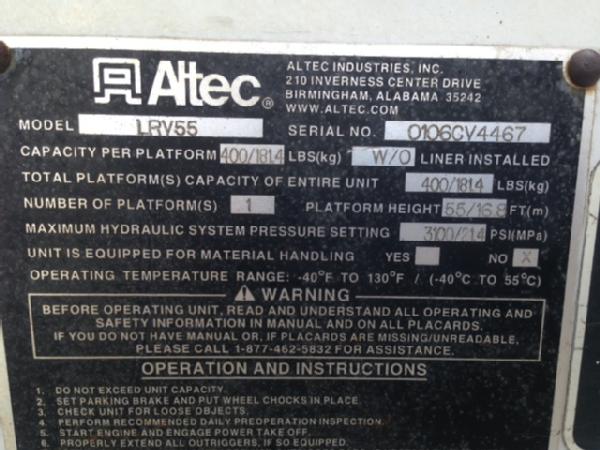 Altec®
ALTEC INDUSTRIES, INC.
210 INVERNESS CENTER DRIVE
BIRMINGHAM, ALABAMA 35242
WWW.ALTEC.COM
MODEL LRV55 SERIAL NO. 0106CV4467
CAPACITY PER PLATFORM 400/181.4 LBS(kg) W/O LINER INSTALLED
TOTAL PLATFORM(S) CAPACITY OF ENTIRE UNIT 400/181.4 LBS(kg)
NUMBER OF PLATFORM(S) 1 PLATFORM HEIGHT 55/16.8 FT(m)
MAXIMUM HYDRAULIC SYSTEM PRESSURE SETTING 3100/21.4 PSI(MPa)
UNIT IS EQUIPPED FOR MATERIAL HANDLING YES NO X
OPERATING TEMPERATURE RANGE: -40°F TO 130°F / (-40°C TO 55°C)
WARNING
BEFORE OPERATING UNIT, READ AND UNDERSTAND ALL OPERATING AND
SAFETY INFORMATION IN MANUAL AND ON ALL PLACARDS.
IF YOU DO NOT HAVE MANUAL, OR IF PLACARDS ARE MISSING/UNREADABLE,
PLEASE CALL 1-877-462-5832 FOR ASSISTANCE.
OPERATION AND INSTRUCTIONS
1. DO NOT EXCEED UNIT CAPACITY.
2. SET PARKING BRAKE AND PUT WHEEL CHOCKS IN PLACE.
3. CHECK UNIT FOR LOOSE OBJECTS.
4. PERFORM RECOMMENDED DAILY PREOPERATION INSPECTION.
5. START ENGINE AND ENGAGE POWER TAKE-OFF.
6. PROPERLY EXTEND ALL OUTRIGGERS, IF SO EQUIPPED.